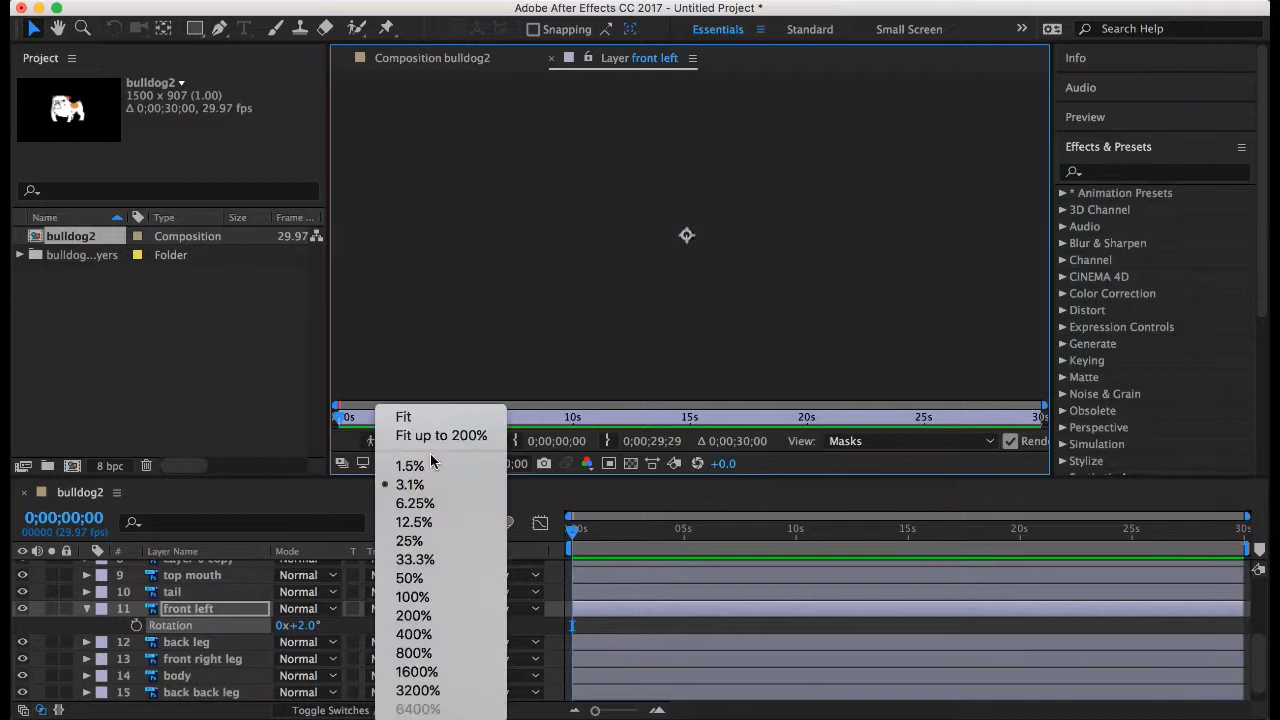 Adobe After Effects CC 2017 - Untitled Project *
Snapping
Essentials
Standard
Small Screen
Search Help
Project
Composition bulldog2
Layer front left
Info
bulldog2
1500 x 907 (1.00)
Δ 0;00;30;00, 29.97 fps
Audio
Preview
Effects & Presets
Name
Type
Size
Frame ...
bulldog2
Composition
29.97
bulldog...yers
Folder
* Animation Presets
3D Channel
Audio
Blur & Sharpen
Channel
CINEMA 4D
Color Correction
Distort
Expression Controls
Generate
Keying
Matte
Noise & Grain
Obsolete
Perspective
Simulation
Stylize
0s
10s
15s
20s
25s
30s
0;00;00;00
0;00;29;29
Δ 0;00;30;00
View:
Masks
Rende
8 bpc
;00
+0.0
Fit
Fit up to 200%
1.5%
3.1%
6.25%
12.5%
25%
33.3%
50%
100%
200%
400%
800%
1600%
3200%
6400%
bulldog2
0;00;00;00
00000 (29.97 fps)
0s
05s
10s
15s
20s
25s
30s
#
Layer Name
Mode
T
9
top mouth
Normal
10
tail
Normal
11
front left
Normal
Rotation
0x+2.0°
12
back leg
Normal
13
front right leg
Normal
14
body
Normal
15
back back leg
Normal
Toggle Switches